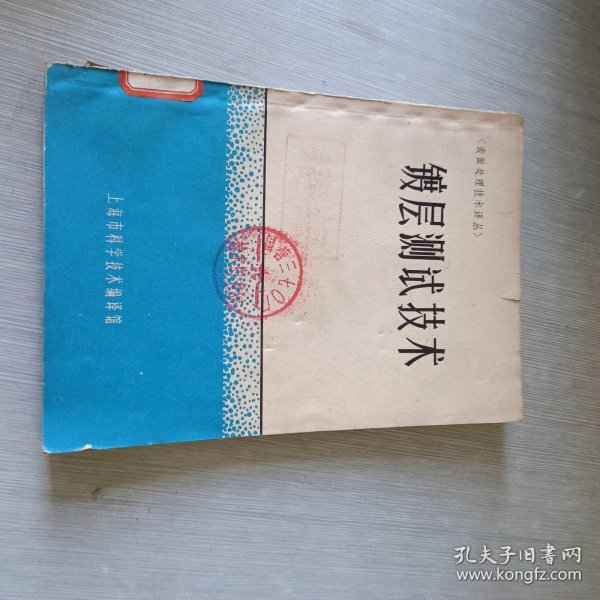 《表面处理技术译丛》
镀层测试技术
上海市科学技术编译馆
孔夫子旧书网
www.kongfz.com